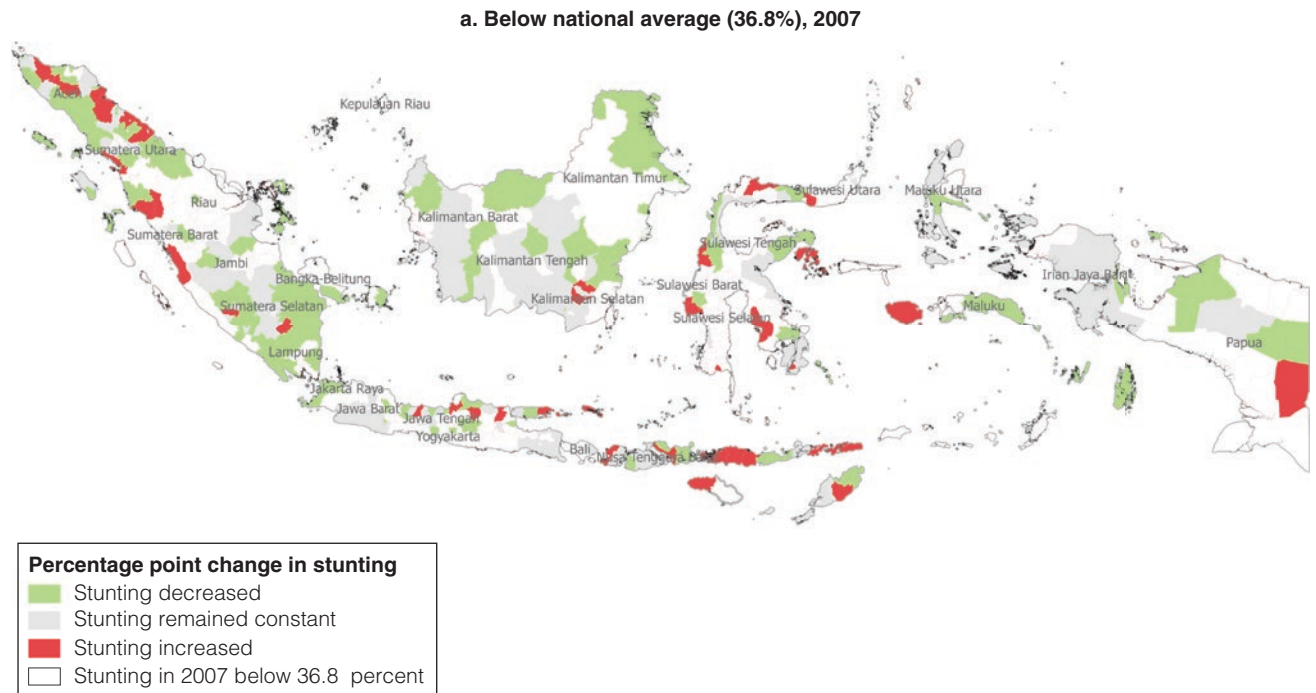 a. Below national average (36.8%), 2007
Kepulauan Riau
Aceh
Sumatera Utara
Kalimantan Timur
Sulawesi Utara
Maluku Utara
Riau
Kalimantan Barat
Sumatera Barat
Sulawesi Tengah
Jambi
Kalimantan Tengah
Irian Jaya Barat
Bangka-Belitung
Sulawesi Barat
Sumatera Selatan
Kalimantan Selatan
Maluku
Sulawesi Selatan
Papua
Lampung
Jakarta Raya
Jawa Barat
Jawa Tengah
Yogyakarta
Bali
Nusa Tenggara Barat
Percentage point change in stunting
Stunting decreased
Stunting remained constant
Stunting increased
Stunting in 2007 below 36.8 percent